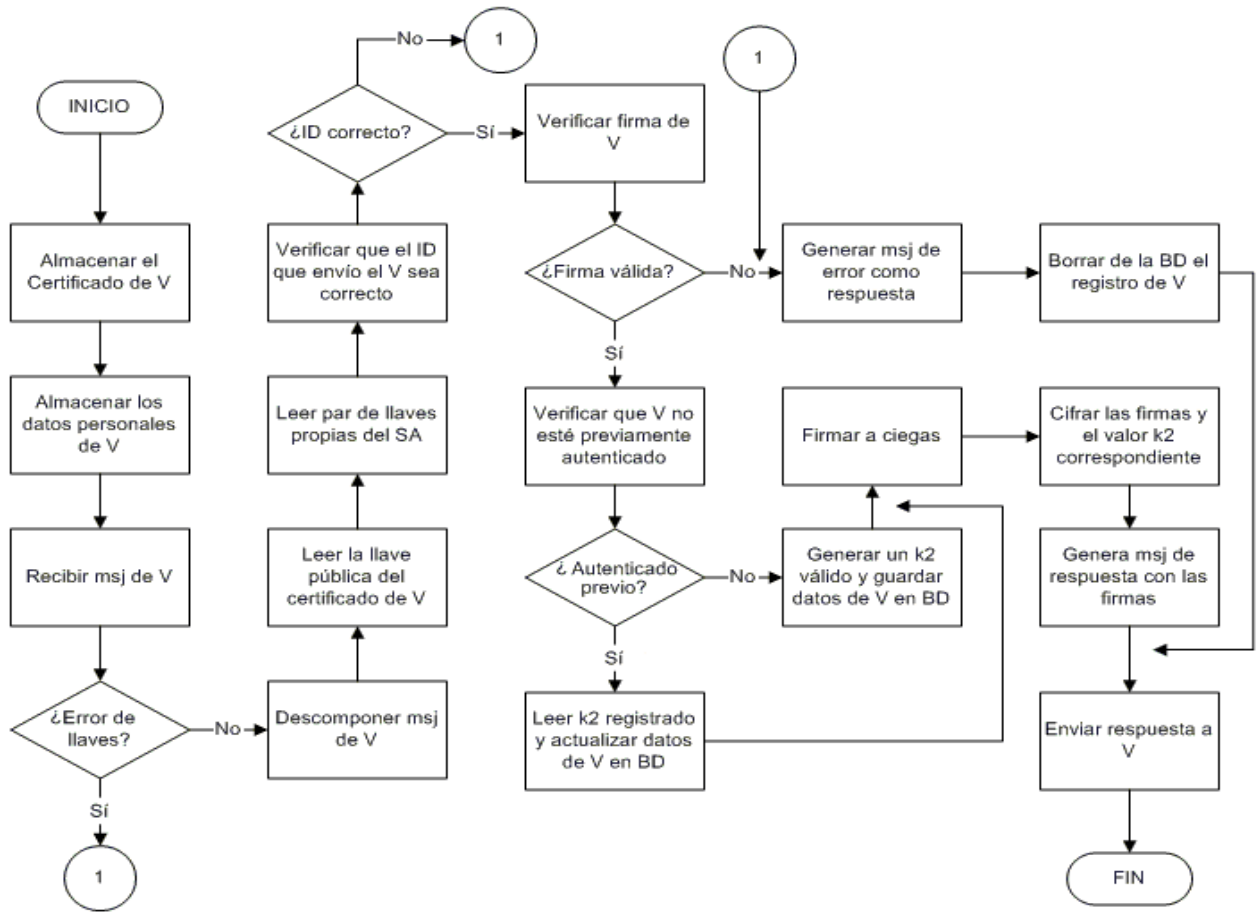 INICIO
Almacenar el
Certificado de V
Almacenar los
datos personales
de V
Recibir msj de V
¿Error de
llaves?
Sí
1
No
Descomponer msj
de V
Leer la llave
pública del
certificado de V
Leer par de llaves
propias del SA
Verificar que el ID
que envío el V sea
correcto
¿ID correcto?
No
1
Sí
Verificar firma de
V
¿Firma válida?
No
1
Generar msj de
error como
respuesta
Borrar de la BD el
registro de V
Sí
Verificar que V no
esté previamente
autenticado
¿ Autenticado
previo?
No
Generar un k2
válido y guardar
datos de V en BD
Sí
Leer k2 registrado
y actualizar datos
de V en BD
Firmar a ciegas
Cifrar las firmas y
el valor k2
correspondiente
Genera msj de
respuesta con las
firmas
Enviar respuesta a
V
FIN